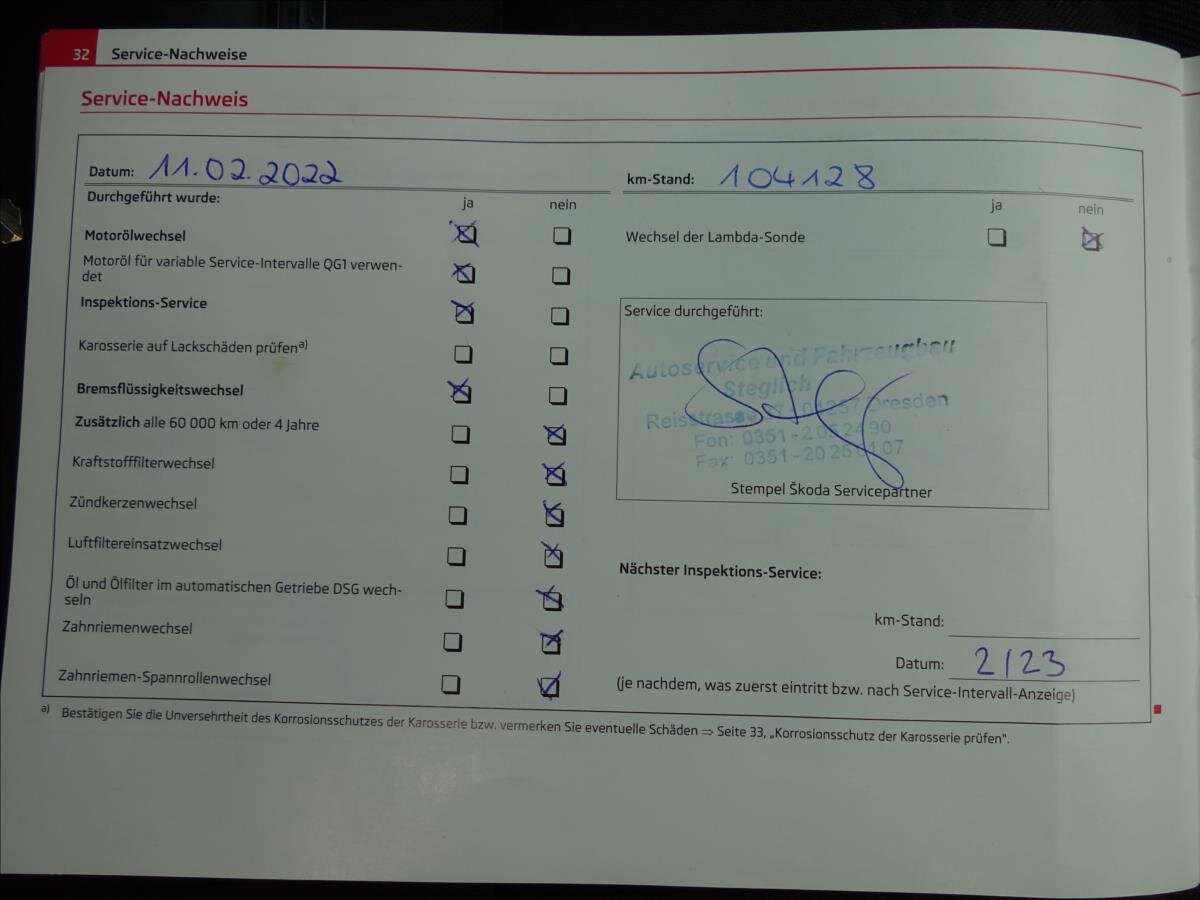 32 Service-Nachweise
Service-Nachweis
Datum: 11.02.2022
km-Stand: 104128
Durchgeführt wurde:
ja nein
ja nein
Motorölwechsel
Wechsel der Lambda-Sonde
Motoröl für variable Service-Intervalle QG1 verwen-
det
Inspektions-Service
Karosserie auf Lackschäden prüfen a)
Bremsflüssigkeitswechsel
Zusätzlich alle 60 000 km oder 4 Jahre
Kraftstofffilterwechsel
Zündkerzenwechsel
Luftfiltereinsatzwechsel
Öl und Ölfilter im automatischen Getriebe DSG wech-
seln
Zahnriemenwechsel
Zahnriemen-Spannrollenwechsel
Service durchgeführt:
Autoservice und Fahrzeugbau
Steglich
Dresden
Fon: 0351
Fax: 0351
Stempel Škoda Servicepartner
Nächster Inspektions-Service:
km-Stand:
Datum: 2/23
(je nachdem, was zuerst eintritt bzw. nach Service-Intervall-Anzeige)
a) Bestätigen Sie die Unversehrtheit des Korrosionsschutzes der Karosserie bzw. vermerken Sie eventuelle Schäden ⇒ Seite 33, „Korrosionsschutz der Karosserie prüfen“.